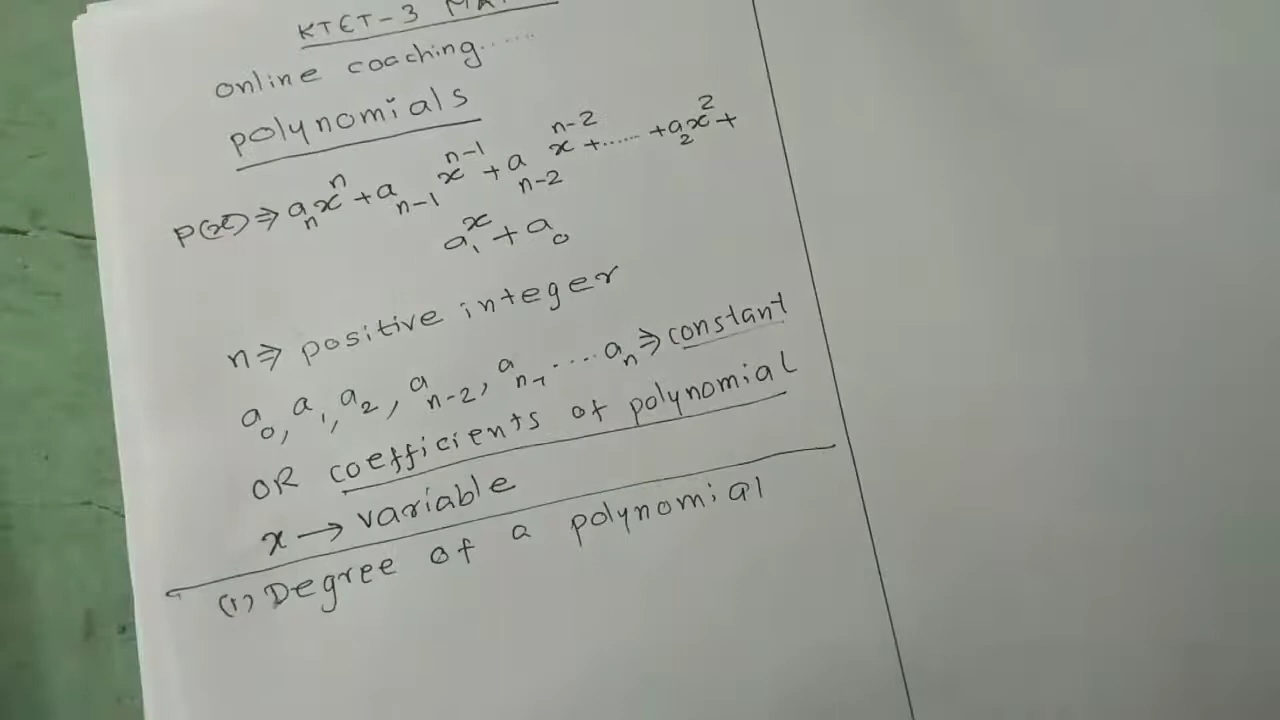 KTET-3
online coaching......
polynomials
P(x) ⇒ aₙxⁿ + aₙ₋₁xⁿ⁻¹ + aₙ₋₂xⁿ⁻² + ...... + a₂x² +
a₁x + a₀
n ⇒ positive integer
a₀, a₁, a₂, aₙ₋₂, aₙ₋₁ .... aₙ ⇒ constant
OR coefficients of polynomial
x → variable
(1) Degree of a polynomial